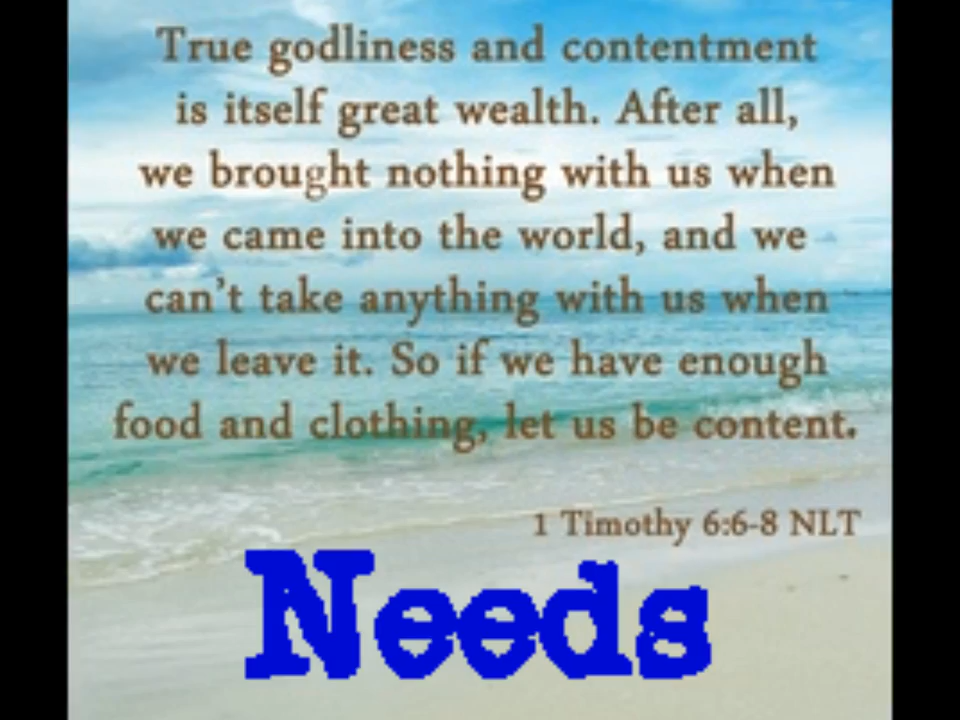 True godliness and contentment
is itself great wealth. After all,
we brought nothing with us when
we came into the world, and we
can't take anything with us when
we leave it. So if we have enough
food and clothing, let us be content.
1 Timothy 6:6-8 NLT
Needs